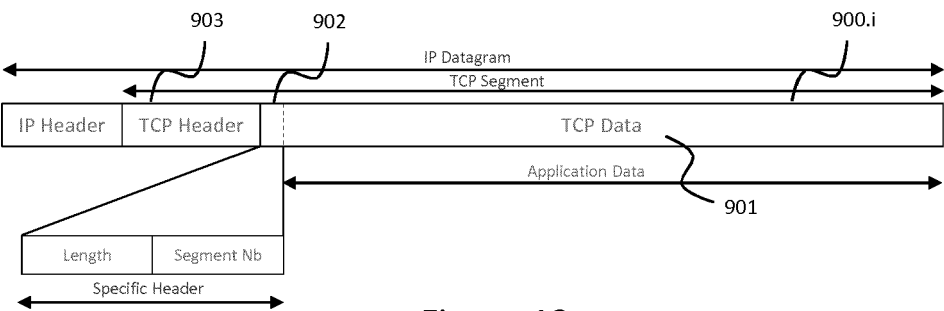 903 902 900.i
IP Datagram
TCP Segment
IP Header TCP Header TCP Data
Application Data
901
Length Segment Nb
Specific Header